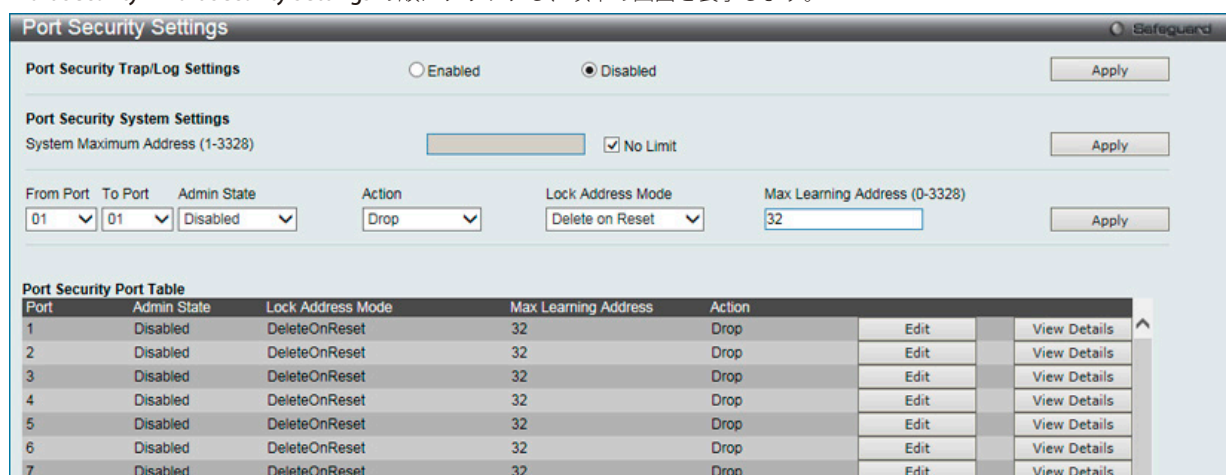 Port Security Settings
Safeguard
Port Security Trap/Log Settings Enabled Disabled Apply
Port Security System Settings
System Maximum Address (1-3328) No Limit Apply
From Port To Port Admin State Action Lock Address Mode Max Learning Address (0-3328)
01 01 Disabled Drop Delete on Reset 32 Apply
Port Security Port Table
Port Admin State Lock Address Mode Max Learning Address Action
1 Disabled DeleteOnReset 32 Drop Edit View Details
2 Disabled DeleteOnReset 32 Drop Edit View Details
3 Disabled DeleteOnReset 32 Drop Edit View Details
4 Disabled DeleteOnReset 32 Drop Edit View Details
5 Disabled DeleteOnReset 32 Drop Edit View Details
6 Disabled DeleteOnReset 32 Drop Edit View Details
7 Disabled DeleteOnReset 32 Drop Edit View Details